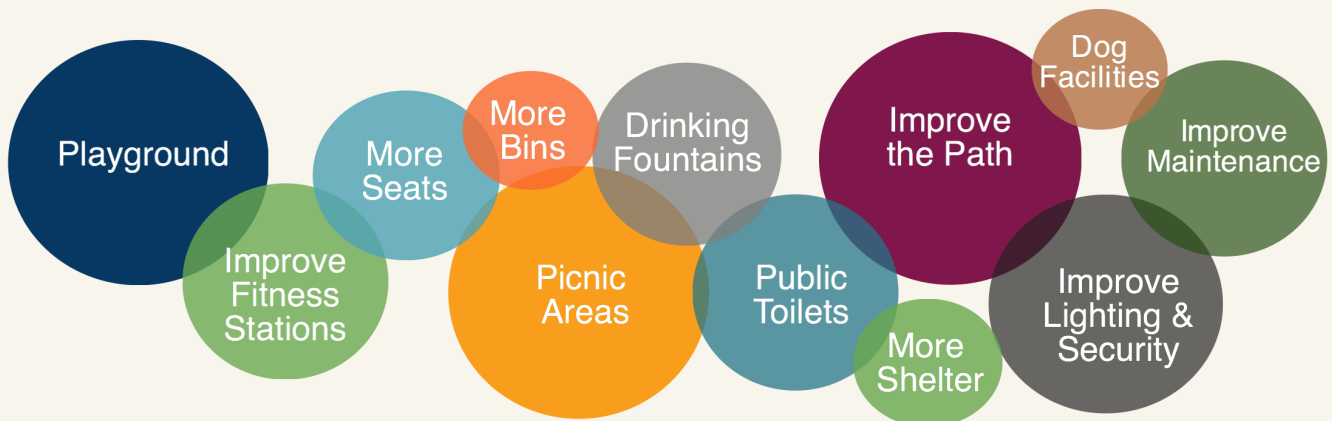 Playground
Improve
Fitness
Stations
More
Seats
More
Bins
Picnic
Areas
Drinking
Fountains
Public
Toilets
Improve
the Path
More
Shelter
Dog
Facilities
Improve
Lighting &
Security
Improve
Maintenance